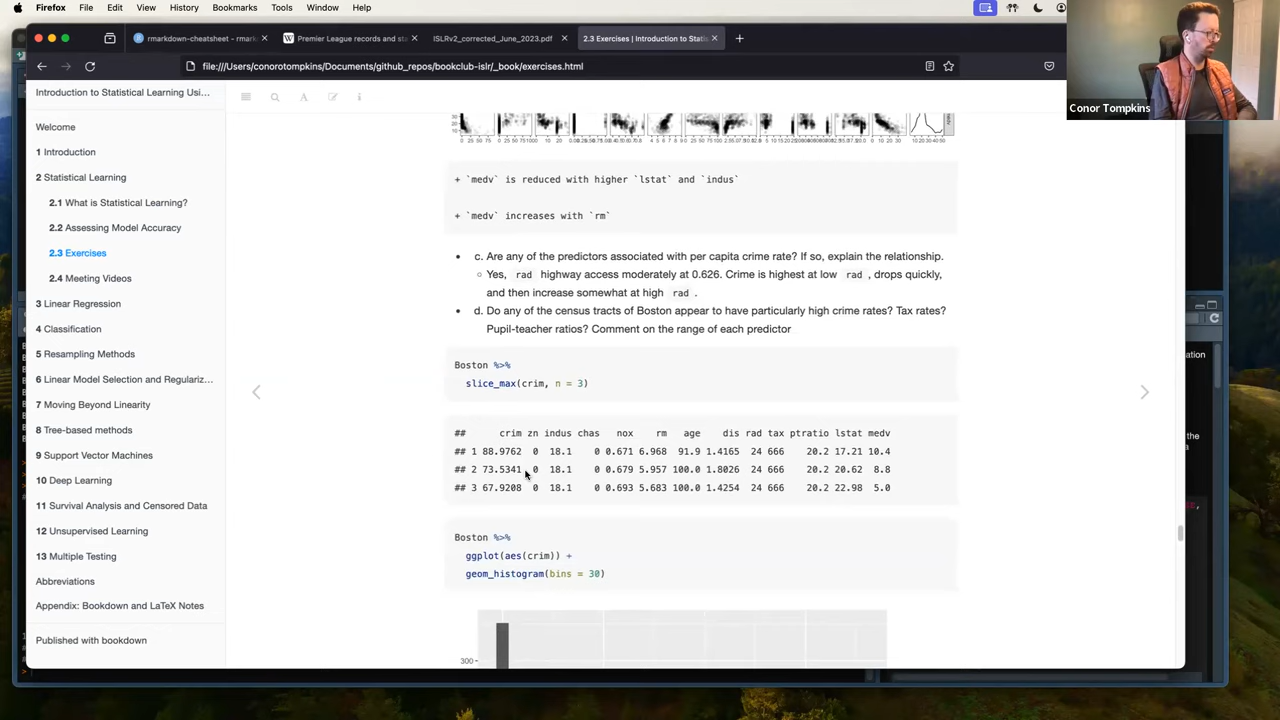 Firefox File Edit View History Bookmarks Tools Window Help
rmarkdown-cheatsheet - rmark
Premier League records and sta
ISLRv2_corrected_June_2023.pdf
2.3 Exercises | Introduction to Stati
file:///Users/conorotompkins/Documents/github_repos/bookclub-islr/_book/exercises.html
Conor Tompkins
Introduction to Statistical Learning Usi...
Welcome
1 Introduction
2 Statistical Learning
2.1 What is Statistical Learning?
2.2 Assessing Model Accuracy
2.3 Exercises
2.4 Meeting Videos
3 Linear Regression
4 Classification
5 Resampling Methods
6 Linear Model Selection and Regulariz...
7 Moving Beyond Linearity
8 Tree-based methods
9 Support Vector Machines
10 Deep Learning
11 Survival Analysis and Censored Data
12 Unsupervised Learning
13 Multiple Testing
Abbreviations
Appendix: Bookdown and LaTeX Notes
Published with bookdown
+ `medv` is reduced with higher `lstat` and `indus`
+ `medv` increases with `rm`
c. Are any of the predictors associated with per capita crime rate? If so, explain the relationship.
Yes, rad highway access moderately at 0.626. Crime is highest at low rad , drops quickly,
and then increase somewhat at high rad .
d. Do any of the census tracts of Boston appear to have particularly high crime rates? Tax rates?
Pupil-teacher ratios? Comment on the range of each predictor
Boston %>%
slice_max(crim, n = 3)
## crim zn indus chas nox rm age dis rad tax ptratio lstat medv
## 1 88.9762 0 18.1 0 0.671 6.968 91.9 1.4165 24 666 20.2 17.21 10.4
## 2 73.5341 0 18.1 0 0.679 5.957 100.0 1.8026 24 666 20.2 20.62 8.8
## 3 67.9208 0 18.1 0 0.693 5.683 100.0 1.4254 24 666 20.2 22.98 5.0
Boston %>%
ggplot(aes(crim)) +
geom_histogram(bins = 30)
300